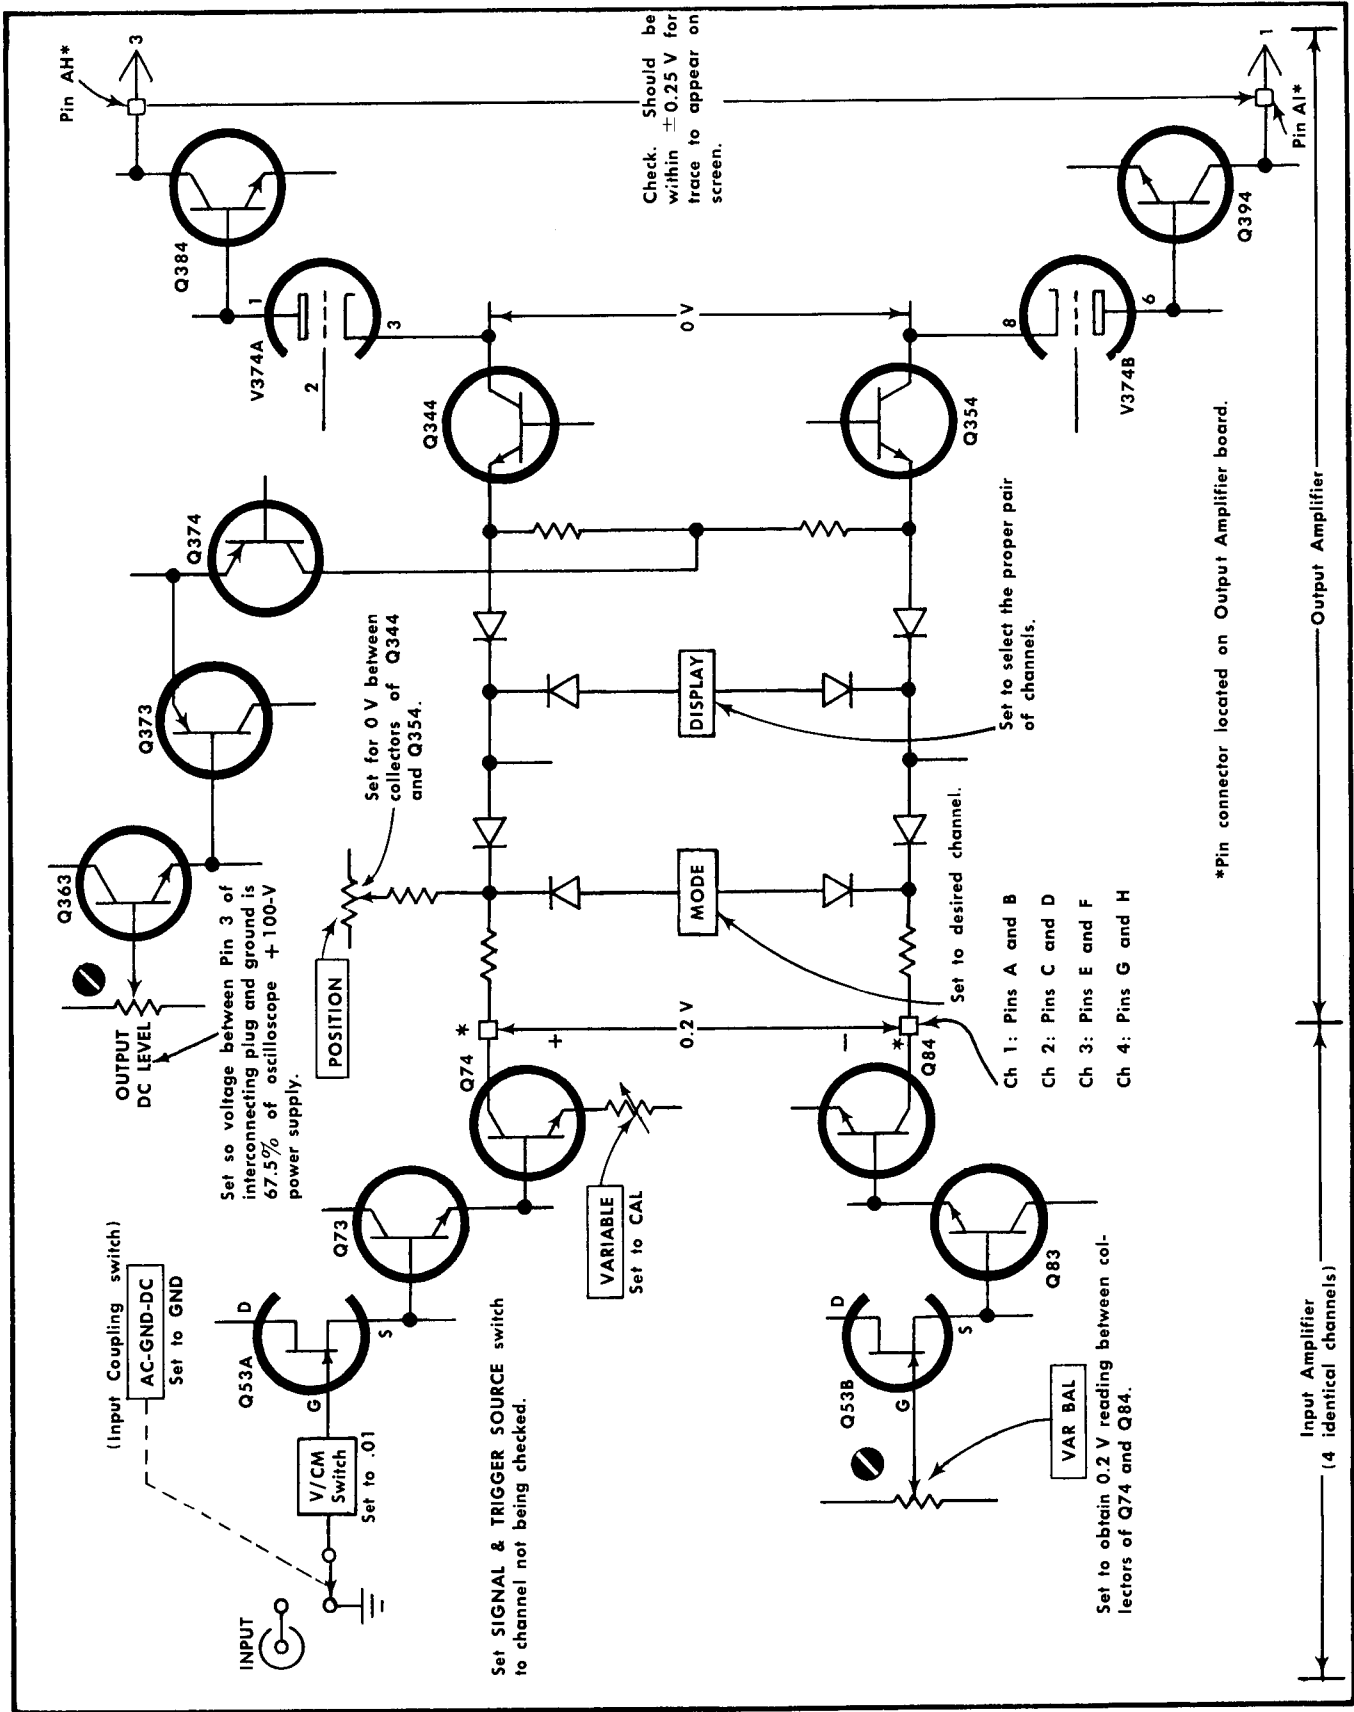 INPUT
(Input Coupling switch)
AC-GND-DC
Set to GND
V/CM
Switch
Set to .01
Q53A
G
D
S
Q73
Set SIGNAL & TRIGGER SOURCE switch
to channel not being checked.
VARIABLE
Set to CAL
Q74
*
+
0.2 V
−
*
Q84
Q53B
G
D
S
Q83
VAR BAL
Set to obtain 0.2 V reading between col-
lectors of Q74 and Q84.
OUTPUT
DC LEVEL
Set so voltage between Pin 3 of
interconnecting plug and ground is
67.5% of oscilloscope +100-V
power supply.
Q363
Q373
Q374
POSITION
Set for 0 V between
collectors of Q344
and Q354.
MODE
Set to desired channel.
Ch 1: Pins A and B
Ch 2: Pins C and D
Ch 3: Pins E and F
Ch 4: Pins G and H
DISPLAY
Set to select the proper pair
of channels.
Q344
Q354
0 V
V374A
1
2
3
Q384
Pin AH*
3
V374B
8
6
Q394
Pin AI*
1
Check. Should be
within ±0.25 V for
trace to appear on
screen.
*Pin connector located on Output Amplifier board.
Input Amplifier
(4 identical channels)
Output Amplifier